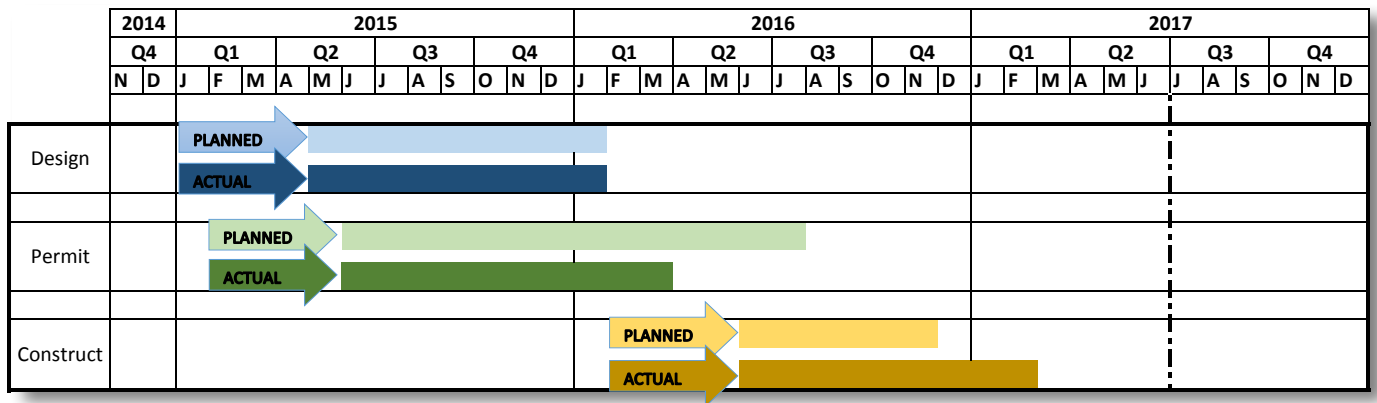 2014 2015 2016 2017
Q4 Q1 Q2 Q3 Q4 Q1 Q2 Q3 Q4 Q1 Q2 Q3 Q4
N D J F M A M J J A S O N D J F M A M J J A S O N D J F M A M J J A S O N D
PLANNED
Design
ACTUAL
PLANNED
Permit
ACTUAL
PLANNED
Construct
ACTUAL